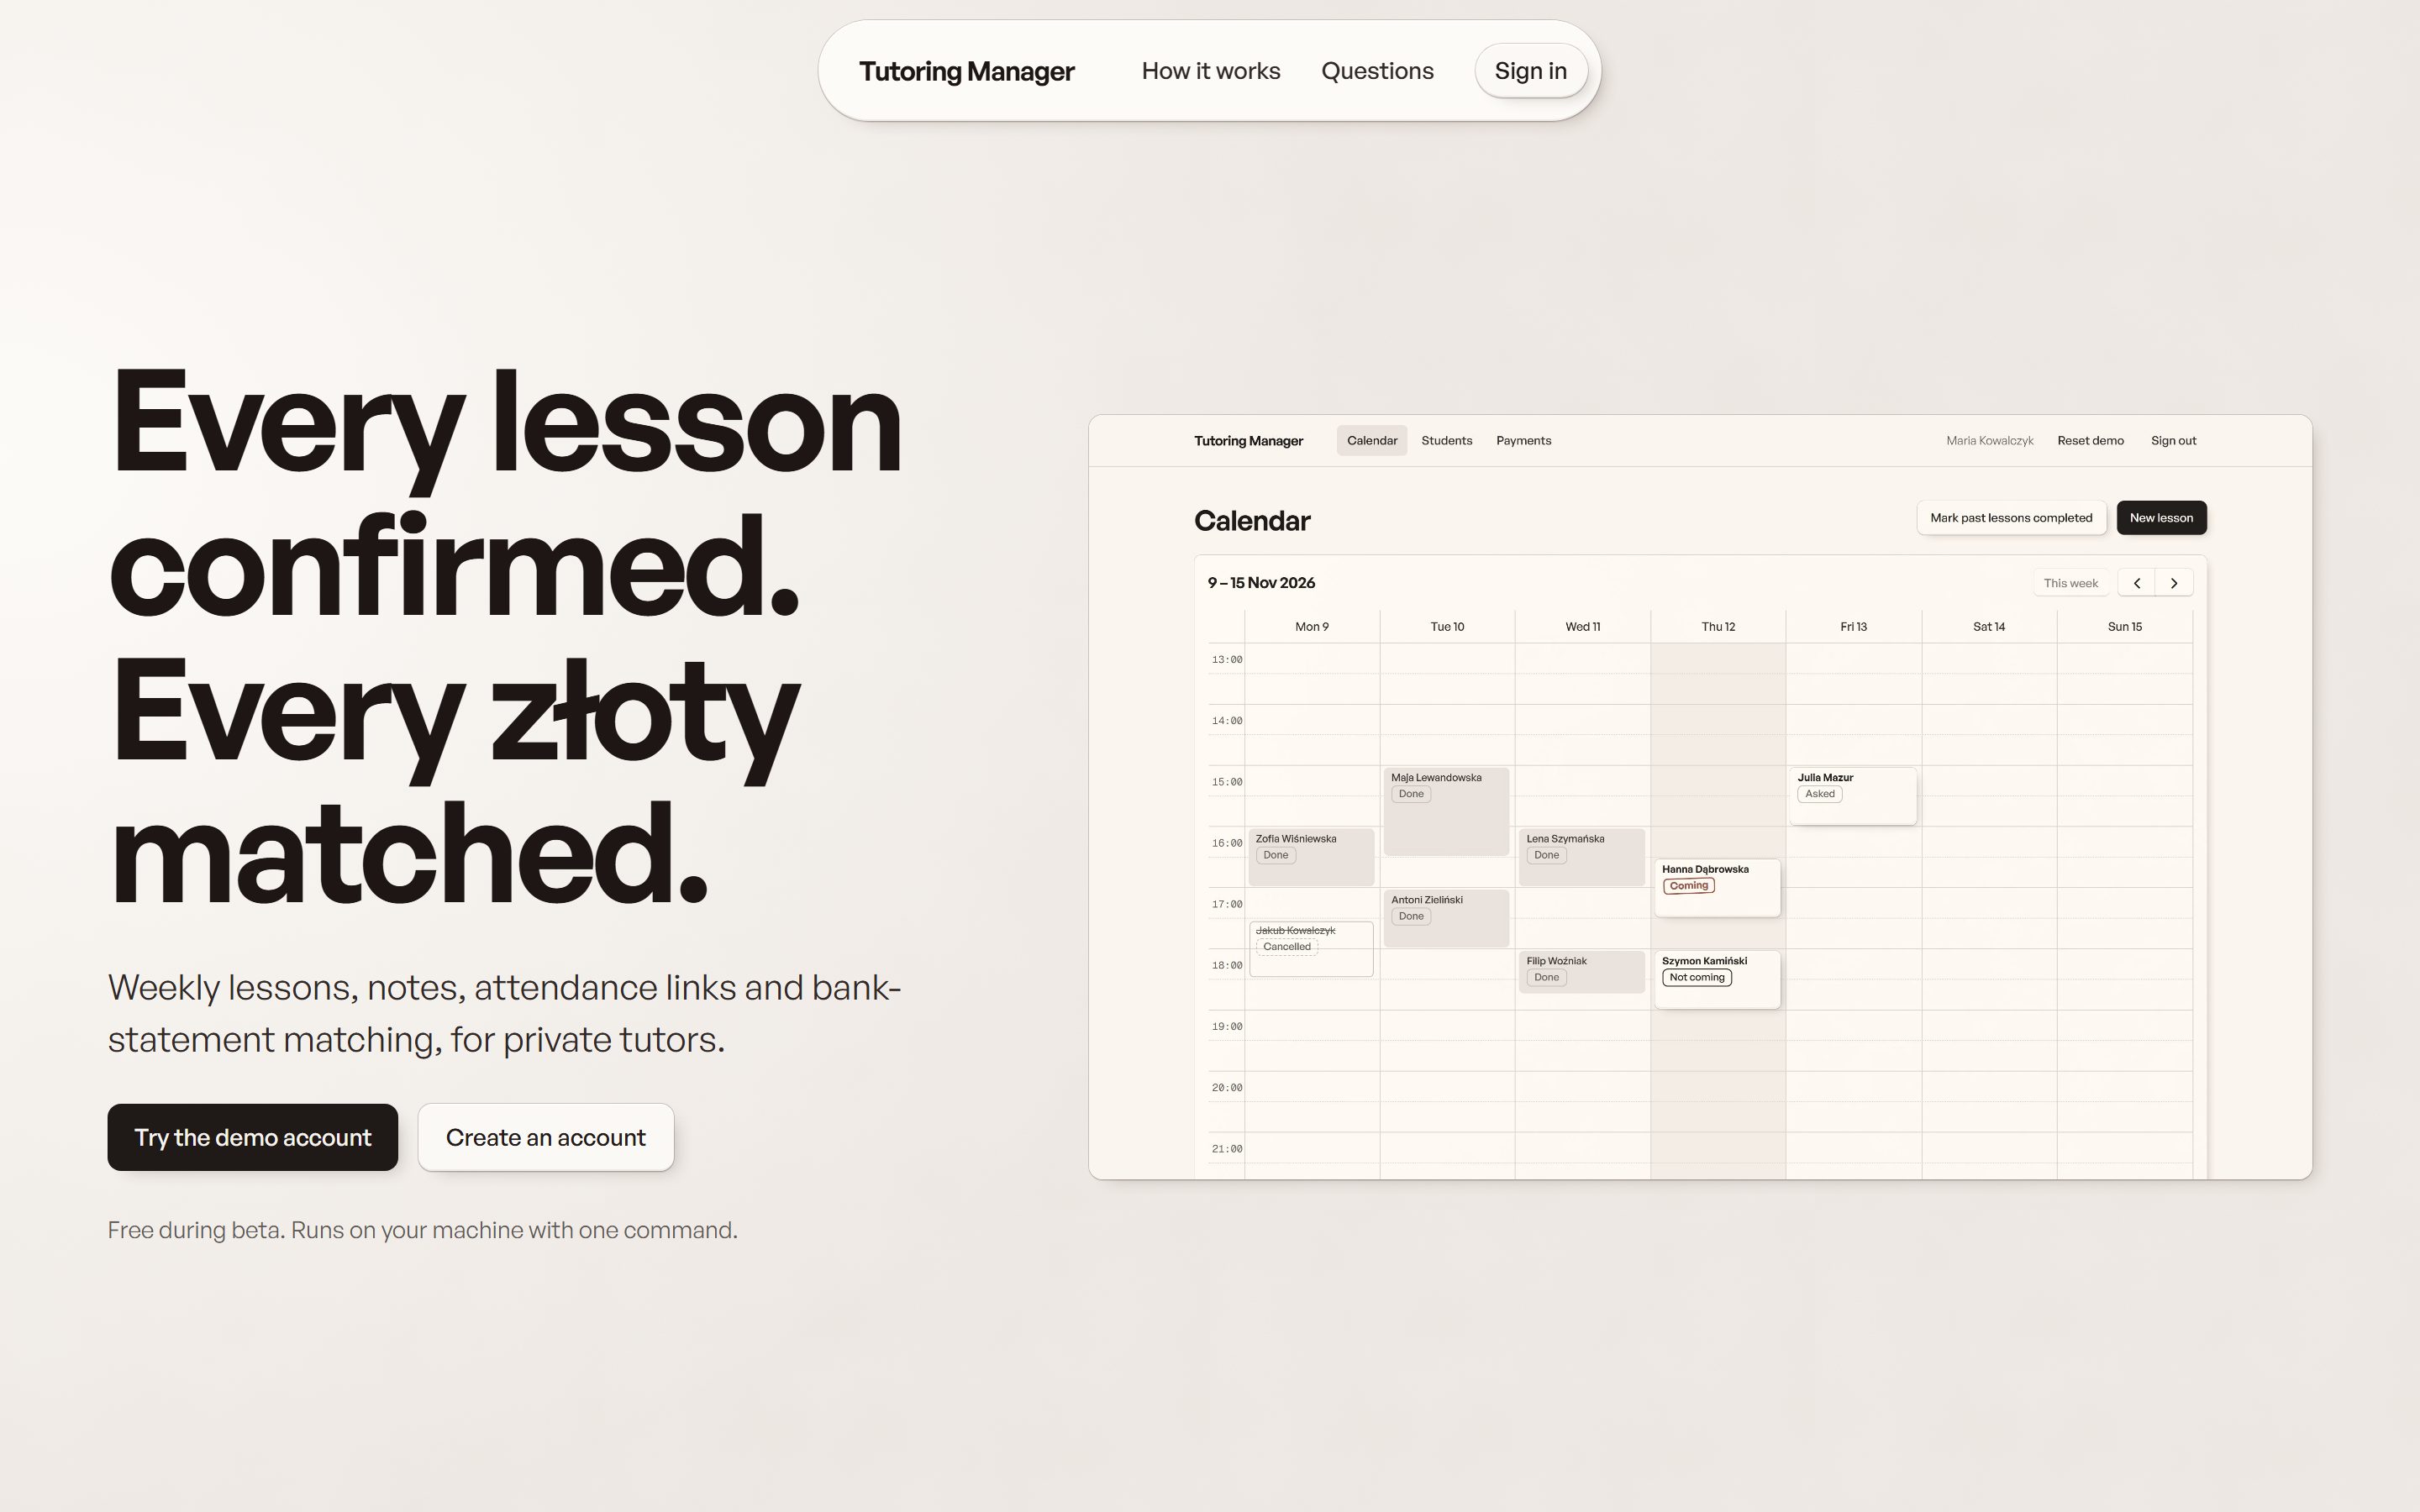 Tutoring Manager How it works Questions Sign in
Every lesson
confirmed.
Every złoty
matched.
Weekly lessons, notes, attendance links and bank-
statement matching, for private tutors.
Try the demo account Create an account
Free during beta. Runs on your machine with one command.
Tutoring Manager Calendar Students Payments Maria Kowalczyk Reset demo Sign out
Calendar Mark past lessons completed New lesson
9 – 15 Nov 2026 This week
Mon 9 Tue 10 Wed 11 Thu 12 Fri 13 Sat 14 Sun 15
13:00
14:00
15:00 Maja Lewandowska Julia Mazur
Done Asked
16:00 Zofia Wiśniewska Lena Szymańska
Done Done
Hanna Dąbrowska
Coming
17:00 Antoni Zieliński
Done
Jakub Kowalczyk
Cancelled
18:00 Filip Woźniak Szymon Kamiński
Done Not coming
19:00
20:00
21:00